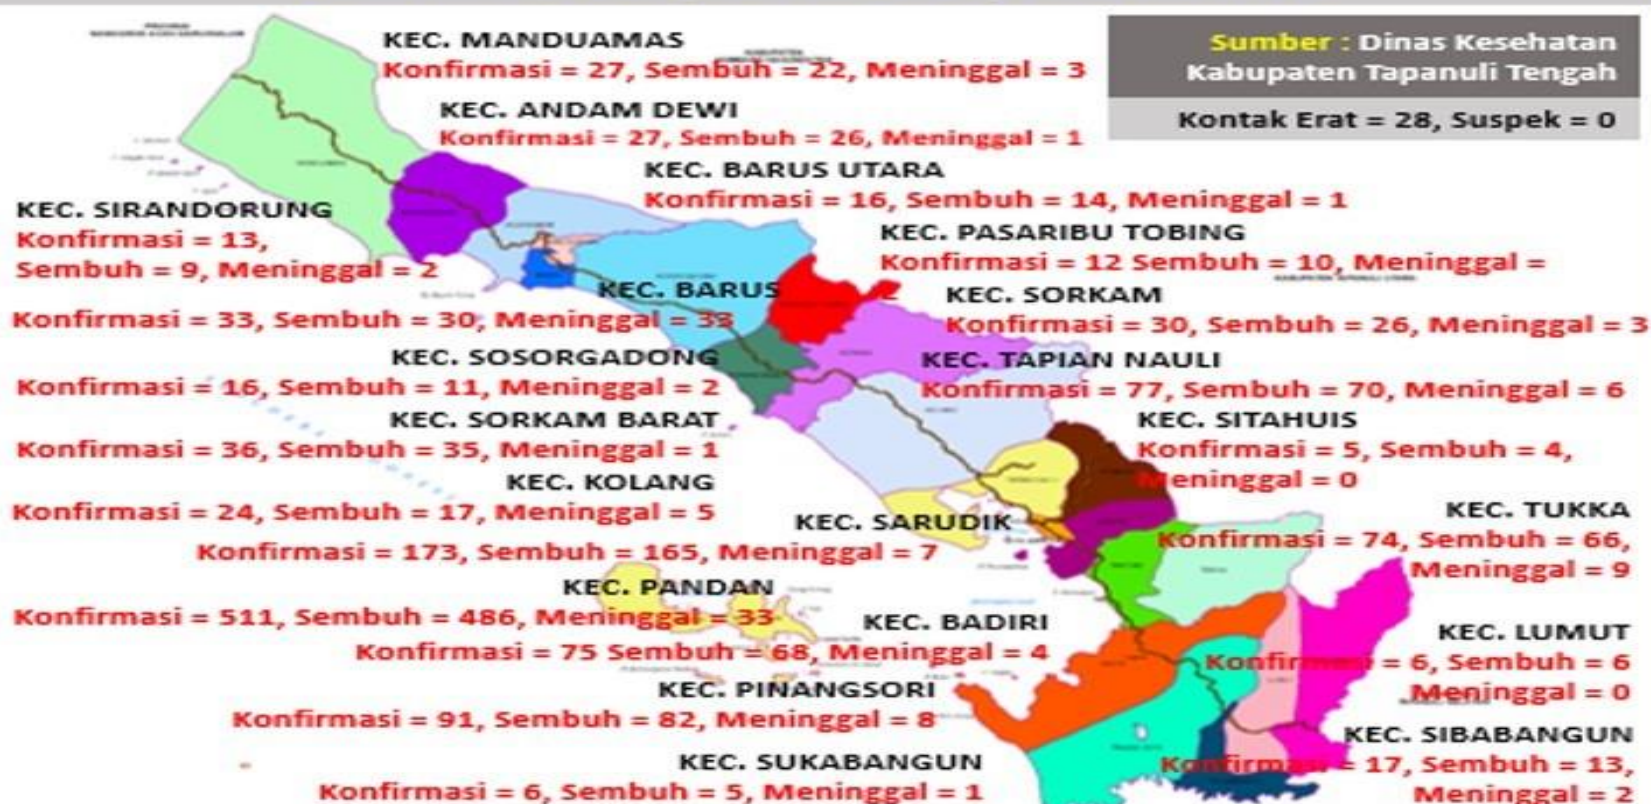 KEC. MANDUAMAS
Konfirmasi = 27, Sembuh = 22, Meninggal = 3
Sumber : Dinas Kesehatan
Kabupaten Tapanuli Tengah
Kontak Erat = 28, Suspek = 0
KEC. ANDAM DEWI
Konfirmasi = 27, Sembuh = 26, Meninggal = 1
KEC. BARUS UTARA
Konfirmasi = 16, Sembuh = 14, Meninggal = 1
KEC. SIRANDORUNG
Konfirmasi = 13,
Sembuh = 9, Meninggal = 2
KEC. PASARIBU TOBING
Konfirmasi = 12 Sembuh = 10, Meninggal =
2
KEC. BARUS
Konfirmasi = 33, Sembuh = 30, Meninggal = 33
KEC. SORKAM
Konfirmasi = 30, Sembuh = 26, Meninggal = 3
KEC. SOSORGADONG
Konfirmasi = 16, Sembuh = 11, Meninggal = 2
KEC. TAPIAN NAULI
Konfirmasi = 77, Sembuh = 70, Meninggal = 6
KEC. SORKAM BARAT
Konfirmasi = 36, Sembuh = 35, Meninggal = 1
KEC. SITAHUIS
Konfirmasi = 5, Sembuh = 4,
Meninggal = 0
KEC. KOLANG
Konfirmasi = 24, Sembuh = 17, Meninggal = 5
KEC. SARUDIK
Konfirmasi = 173, Sembuh = 165, Meninggal = 7
KEC. TUKKA
Konfirmasi = 74, Sembuh = 66,
Meninggal = 9
KEC. PANDAN
Konfirmasi = 511, Sembuh = 486, Meninggal = 33
KEC. BADIRI
Konfirmasi = 75 Sembuh = 68, Meninggal = 4
KEC. LUMUT
Konfirmasi = 6, Sembuh = 6
Meninggal = 0
KEC. PINANGSORI
Konfirmasi = 91, Sembuh = 82, Meninggal = 8
KEC. SIBABANGUN
Konfirmasi = 17, Sembuh = 13,
Meninggal = 2
KEC. SUKABANGUN
Konfirmasi = 6, Sembuh = 5, Meninggal = 1